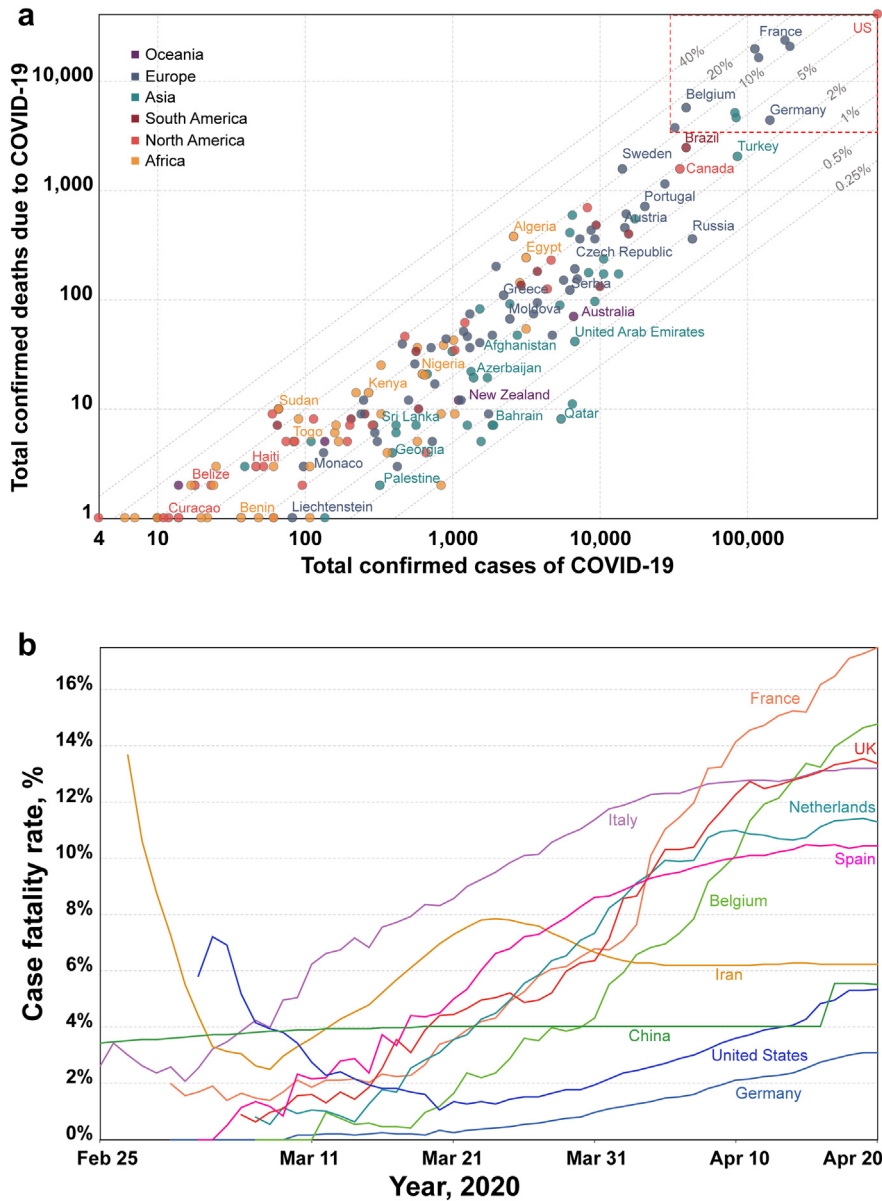 a
US
France
40%
20%
10%
5%
2%
1%
0.5%
0.25%
Oceania
Europe
Asia
South America
North America
Africa
10,000
1,000
100
10
1
Total confirmed deaths due to COVID-19
Belgium
Germany
Brazil
Sweden
Turkey
Canada
Portugal
Austria
Russia
Algeria
Egypt
Czech Republic
Greece
Serbia
Moldova
Australia
United Arab Emirates
Afghanistan
Nigeria
Azerbaijan
Kenya
New Zealand
Sudan
Sri Lanka
Bahrain
Qatar
Togo
Georgia
Haiti
Monaco
Belize
Palestine
Curacao
Benin
Liechtenstein
4
10
100
1,000
10,000
100,000
Total confirmed cases of COVID-19
b
16%
14%
12%
10%
8%
6%
4%
2%
0%
Case fatality rate, %
France
UK
Italy
Netherlands
Spain
Belgium
Iran
China
United States
Germany
Feb 25
Mar 11
Mar 21
Mar 31
Apr 10
Apr 20
Year, 2020